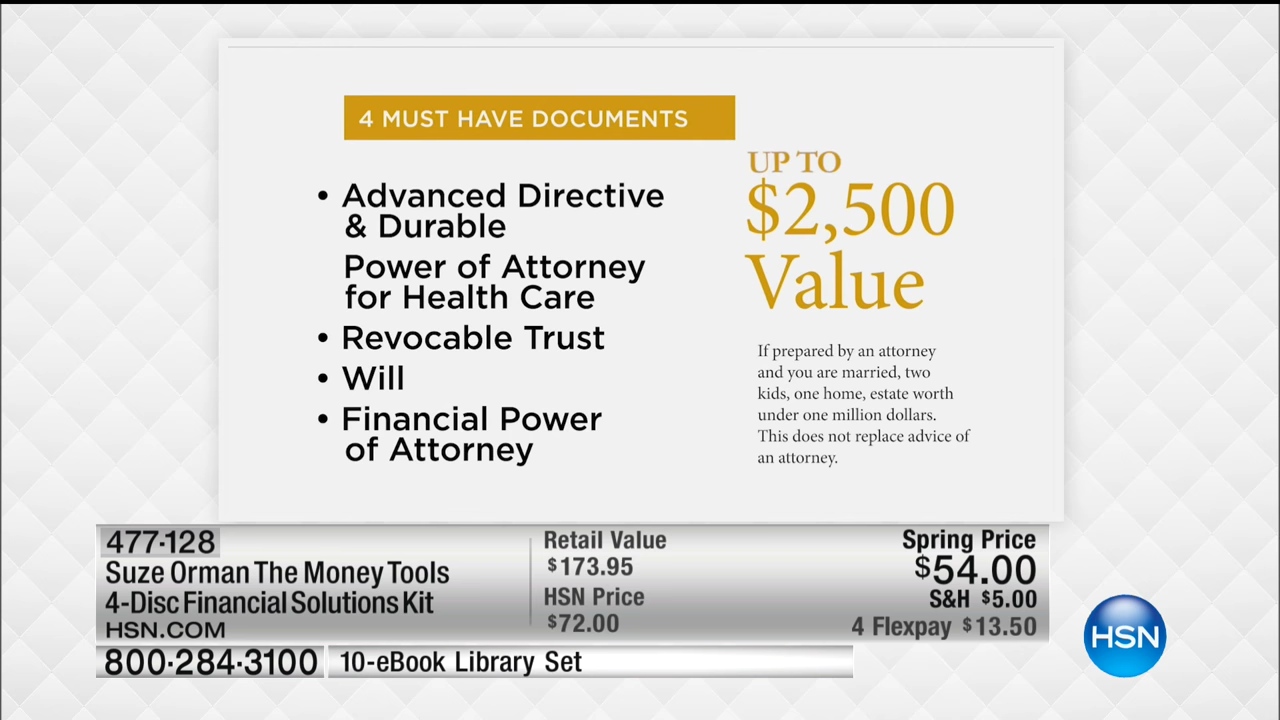 4 MUST HAVE DOCUMENTS
• Advanced Directive
& Durable
Power of Attorney
for Health Care
• Revocable Trust
• Will
• Financial Power
of Attorney
UP TO
$2,500
Value
If prepared by an attorney
and you are married, two
kids, one home, estate worth
under one million dollars.
This does not replace advice of
an attorney.
477-128
Suze Orman The Money Tools
4-Disc Financial Solutions Kit
HSN.COM
800-284-3100
Retail Value
$173.95
HSN Price
$72.00
Spring Price
$54.00
S&H $5.00
4 Flexpay $13.50
10-eBook Library Set
HSN